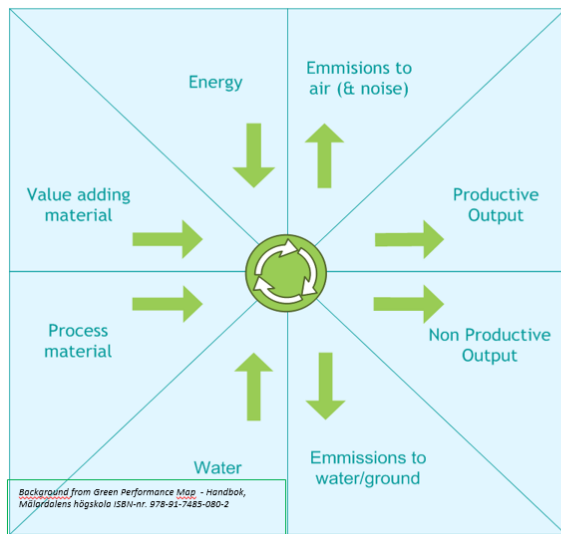 Energy
Emmisions to
air (& noise)
Value adding
material
Productive
Output
Process
material
Non Productive
Output
Water
Emmissions to
water/ground
Background from Green Performance Map - Handbok,
Mälardalens högskola ISBN-nr. 978-91-7485-080-2